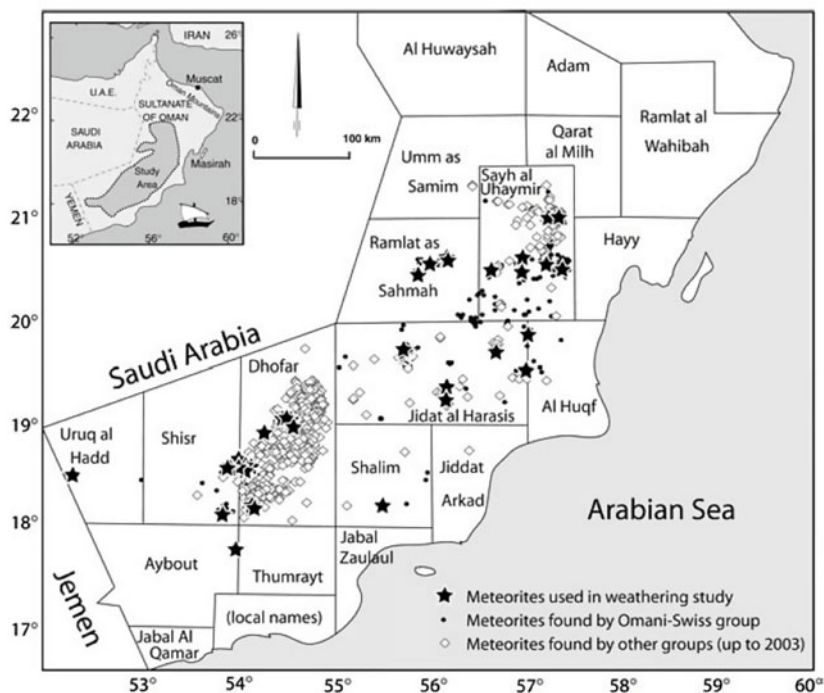 IRAN
26°
Muscat
Oman Mountains
U.A.E.
SULTANATE
OF OMAN
22°
SAUDI
ARABIA
Masirah
Study
Area
18°
YEMEN
52°
56°
60°
0
100 km
Al Huwaysah
Adam
22°
Ramlat al
Wahibah
Qarat
al Milh
Umm as
Samim
Sayh al
Uhaymir
21°
Ramlat as
Sahmah
Hayy
20°
Saudi Arabia
Dhofar
19°
Jidat al Harasis
Al Huqf
Uruq al
Hadd
Shisr
Shalim
Jiddat
Arkad
Arabian Sea
18°
Jabal
Zaulaul
Aybout
Thumrayt
Jemen
Meteorites used in weathering study
(local names)
Meteorites found by Omani-Swiss group
17°
Jabal Al
Qamar
Meteorites found by other groups (up to 2003)
53°
54°
55°
56°
57°
58°
59°
60°